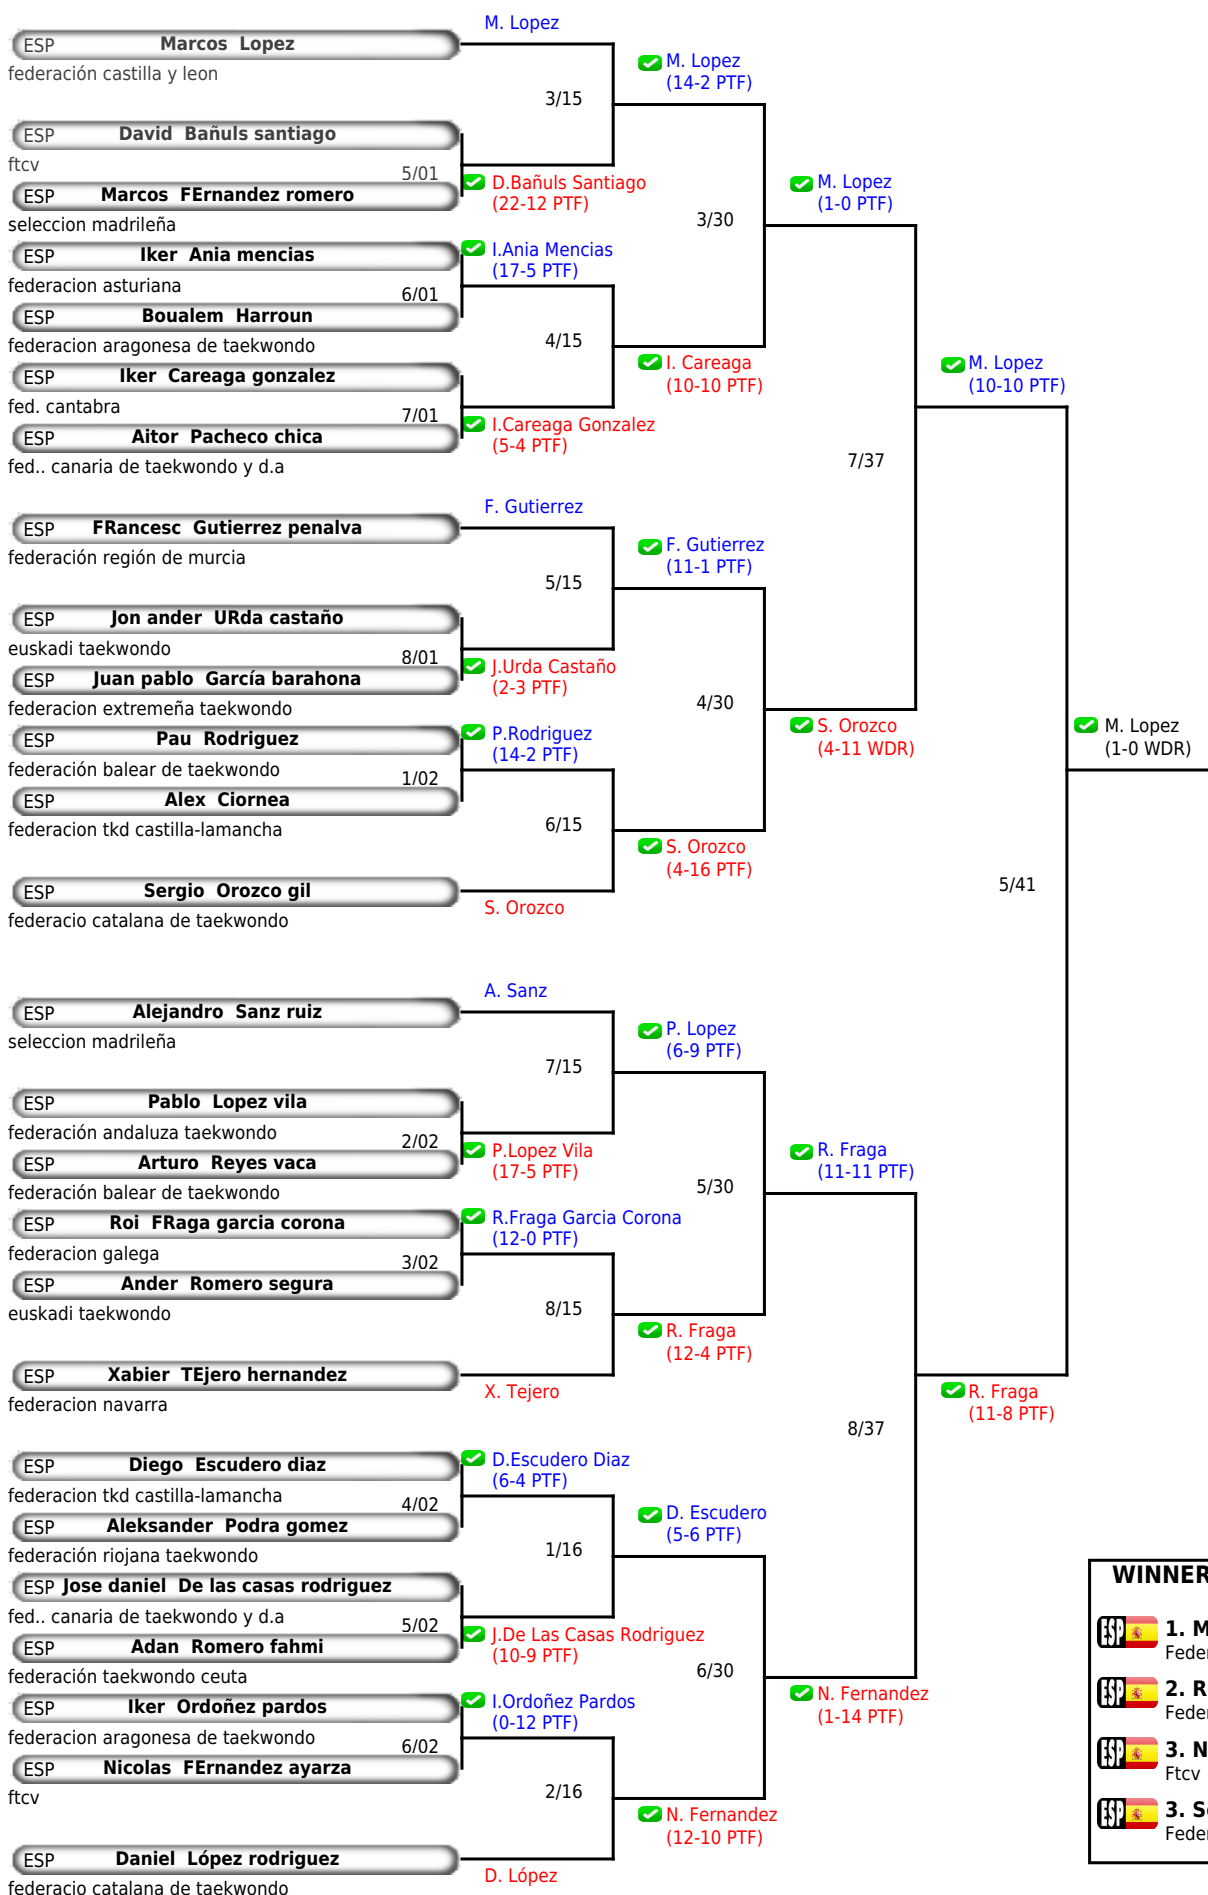 M. Lopez
ESP Marcos Lopez
federación castilla y leon
M. Lopez
(14-2 PTF)
3/15
ESP David Bañuls santiago
ftcv
5/01
D.Bañuls Santiago
(22-12 PTF)
M. Lopez
(1-0 PTF)
ESP Marcos FErnandez romero
seleccion madrileña
3/30
ESP Iker Ania mencias
I.Ania Mencias
(17-5 PTF)
federacion asturiana
6/01
ESP Boualem Harroun
federacion aragonesa de taekwondo
4/15
I. Careaga
(10-10 PTF)
M. Lopez
(10-10 PTF)
ESP Iker Careaga gonzalez
fed. cantabra
7/01
I.Careaga Gonzalez
(5-4 PTF)
ESP Aitor Pacheco chica
fed.. canaria de taekwondo y d.a
7/37
F. Gutierrez
ESP FRancesc Gutierrez penalva
federación región de murcia
F. Gutierrez
(11-1 PTF)
5/15
ESP Jon ander URda castaño
euskadi taekwondo
8/01
J.Urda Castaño
(2-3 PTF)
ESP Juan pablo García barahona
federacion extremeña taekwondo
4/30
S. Orozco
(4-11 WDR)
M. Lopez
(1-0 WDR)
ESP Pau Rodriguez
P.Rodriguez
(14-2 PTF)
federación balear de taekwondo
1/02
ESP Alex Ciornea
federacion tkd castilla-lamancha
6/15
S. Orozco
(4-16 PTF)
ESP Sergio Orozco gil
federacio catalana de taekwondo
S. Orozco
5/41
A. Sanz
ESP Alejandro Sanz ruiz
seleccion madrileña
P. Lopez
(6-9 PTF)
7/15
ESP Pablo Lopez vila
federación andaluza taekwondo
2/02
P.Lopez Vila
(17-5 PTF)
R. Fraga
(11-11 PTF)
ESP Arturo Reyes vaca
federación balear de taekwondo
5/30
ESP Roi FRaga garcia corona
R.Fraga Garcia Corona
(12-0 PTF)
federacion galega
3/02
ESP Ander Romero segura
euskadi taekwondo
8/15
R. Fraga
(12-4 PTF)
ESP Xabier TEjero hernandez
federacion navarra
X. Tejero
R. Fraga
(11-8 PTF)
8/37
ESP Diego Escudero diaz
D.Escudero Diaz
(6-4 PTF)
federacion tkd castilla-lamancha
4/02
ESP Aleksander Podra gomez
federación riojana taekwondo
D. Escudero
(5-6 PTF)
1/16
ESP Jose daniel De las casas rodriguez
fed.. canaria de taekwondo y d.a
5/02
J.De Las Casas Rodriguez
(10-9 PTF)
ESP Adan Romero fahmi
federación taekwondo ceuta
6/30
N. Fernandez
(1-14 PTF)
ESP Iker Ordoñez pardos
I.Ordoñez Pardos
(0-12 PTF)
federacion aragonesa de taekwondo
6/02
ESP Nicolas FErnandez ayarza
ftcv
2/16
N. Fernandez
(12-10 PTF)
ESP Daniel López rodriguez
federacio catalana de taekwondo
D. López
WINNER
ESP 1. M
Feder
ESP 2. R
Feder
ESP 3. N
Ftcv
ESP 3. Se
Feder